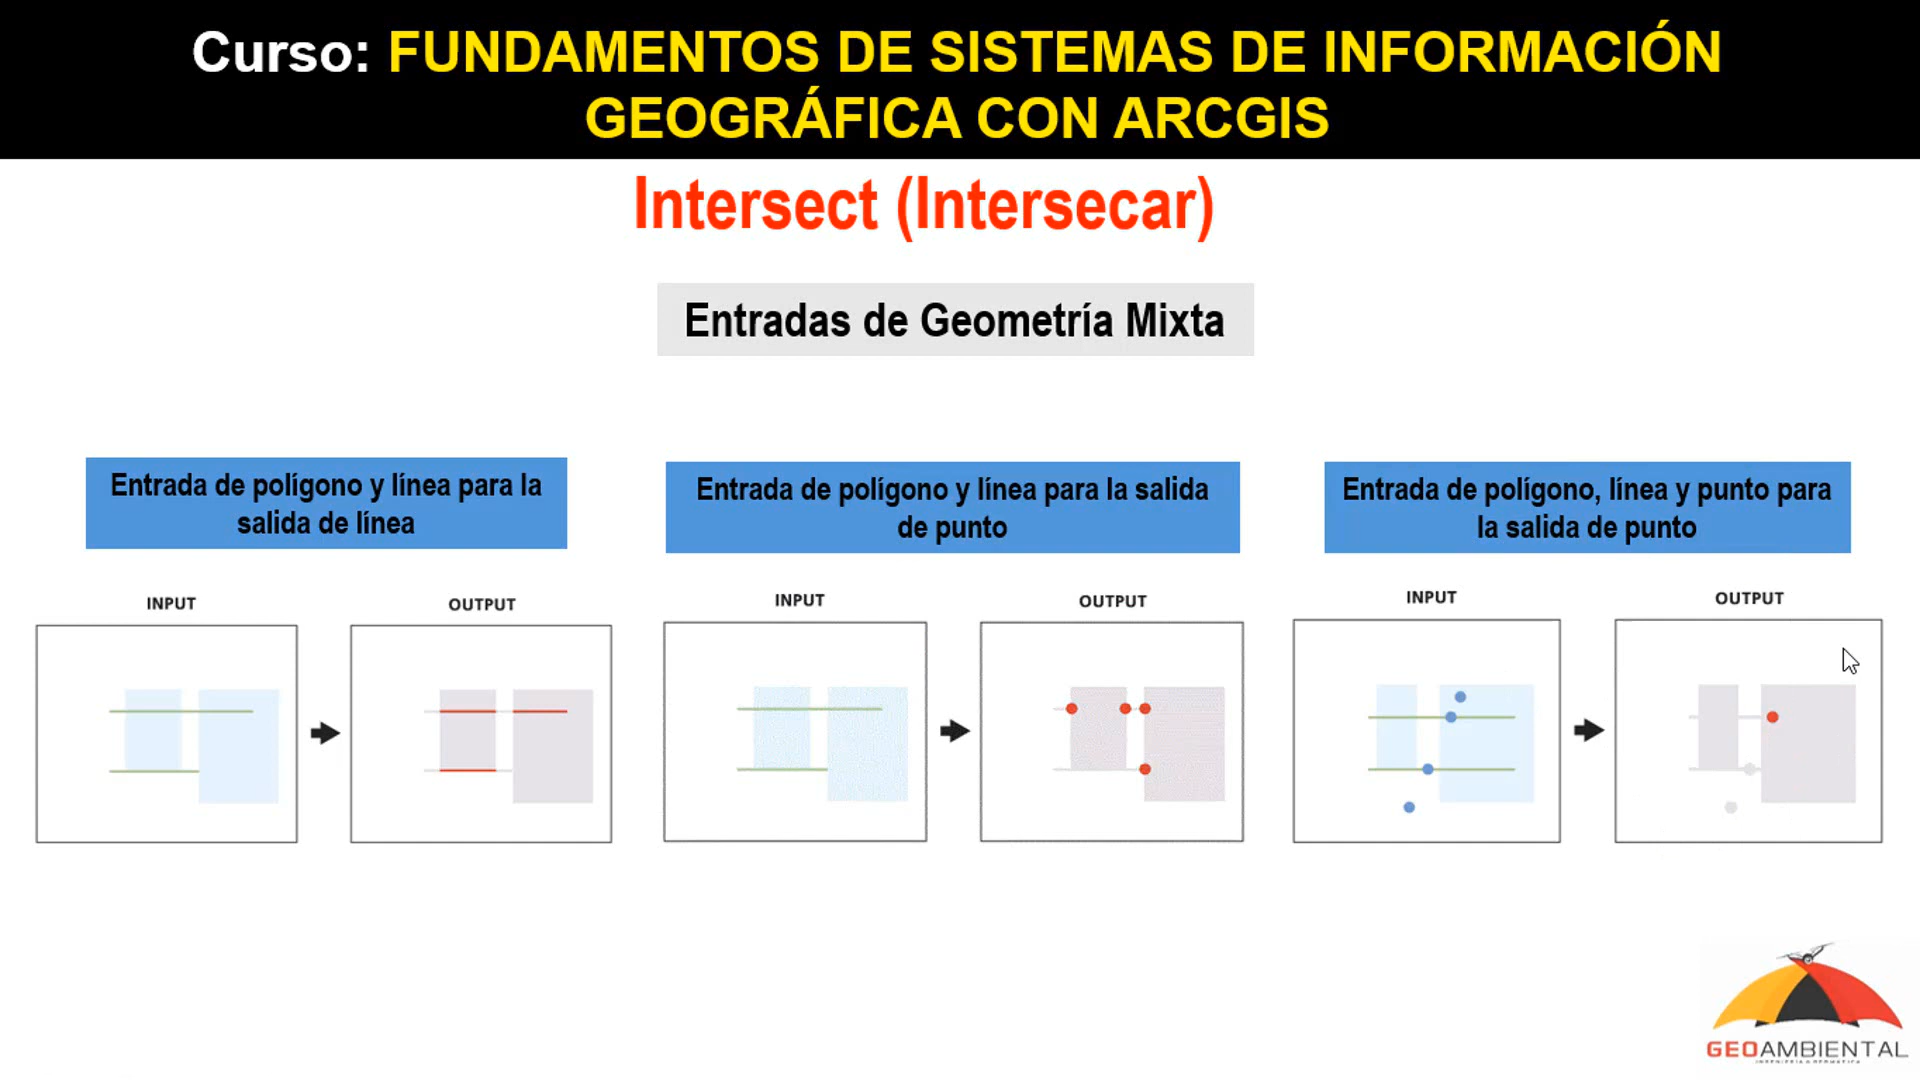 Curso: FUNDAMENTOS DE SISTEMAS DE INFORMACIÓN
GEOGRÁFICA CON ARCGIS
Intersect (Intersecar)
Entradas de Geometría Mixta
Entrada de polígono y línea para la
salida de línea
Entrada de polígono y línea para la salida
de punto
Entrada de polígono, línea y punto para
la salida de punto
INPUT
OUTPUT
INPUT
OUTPUT
INPUT
OUTPUT
GEOAMBIENTAL